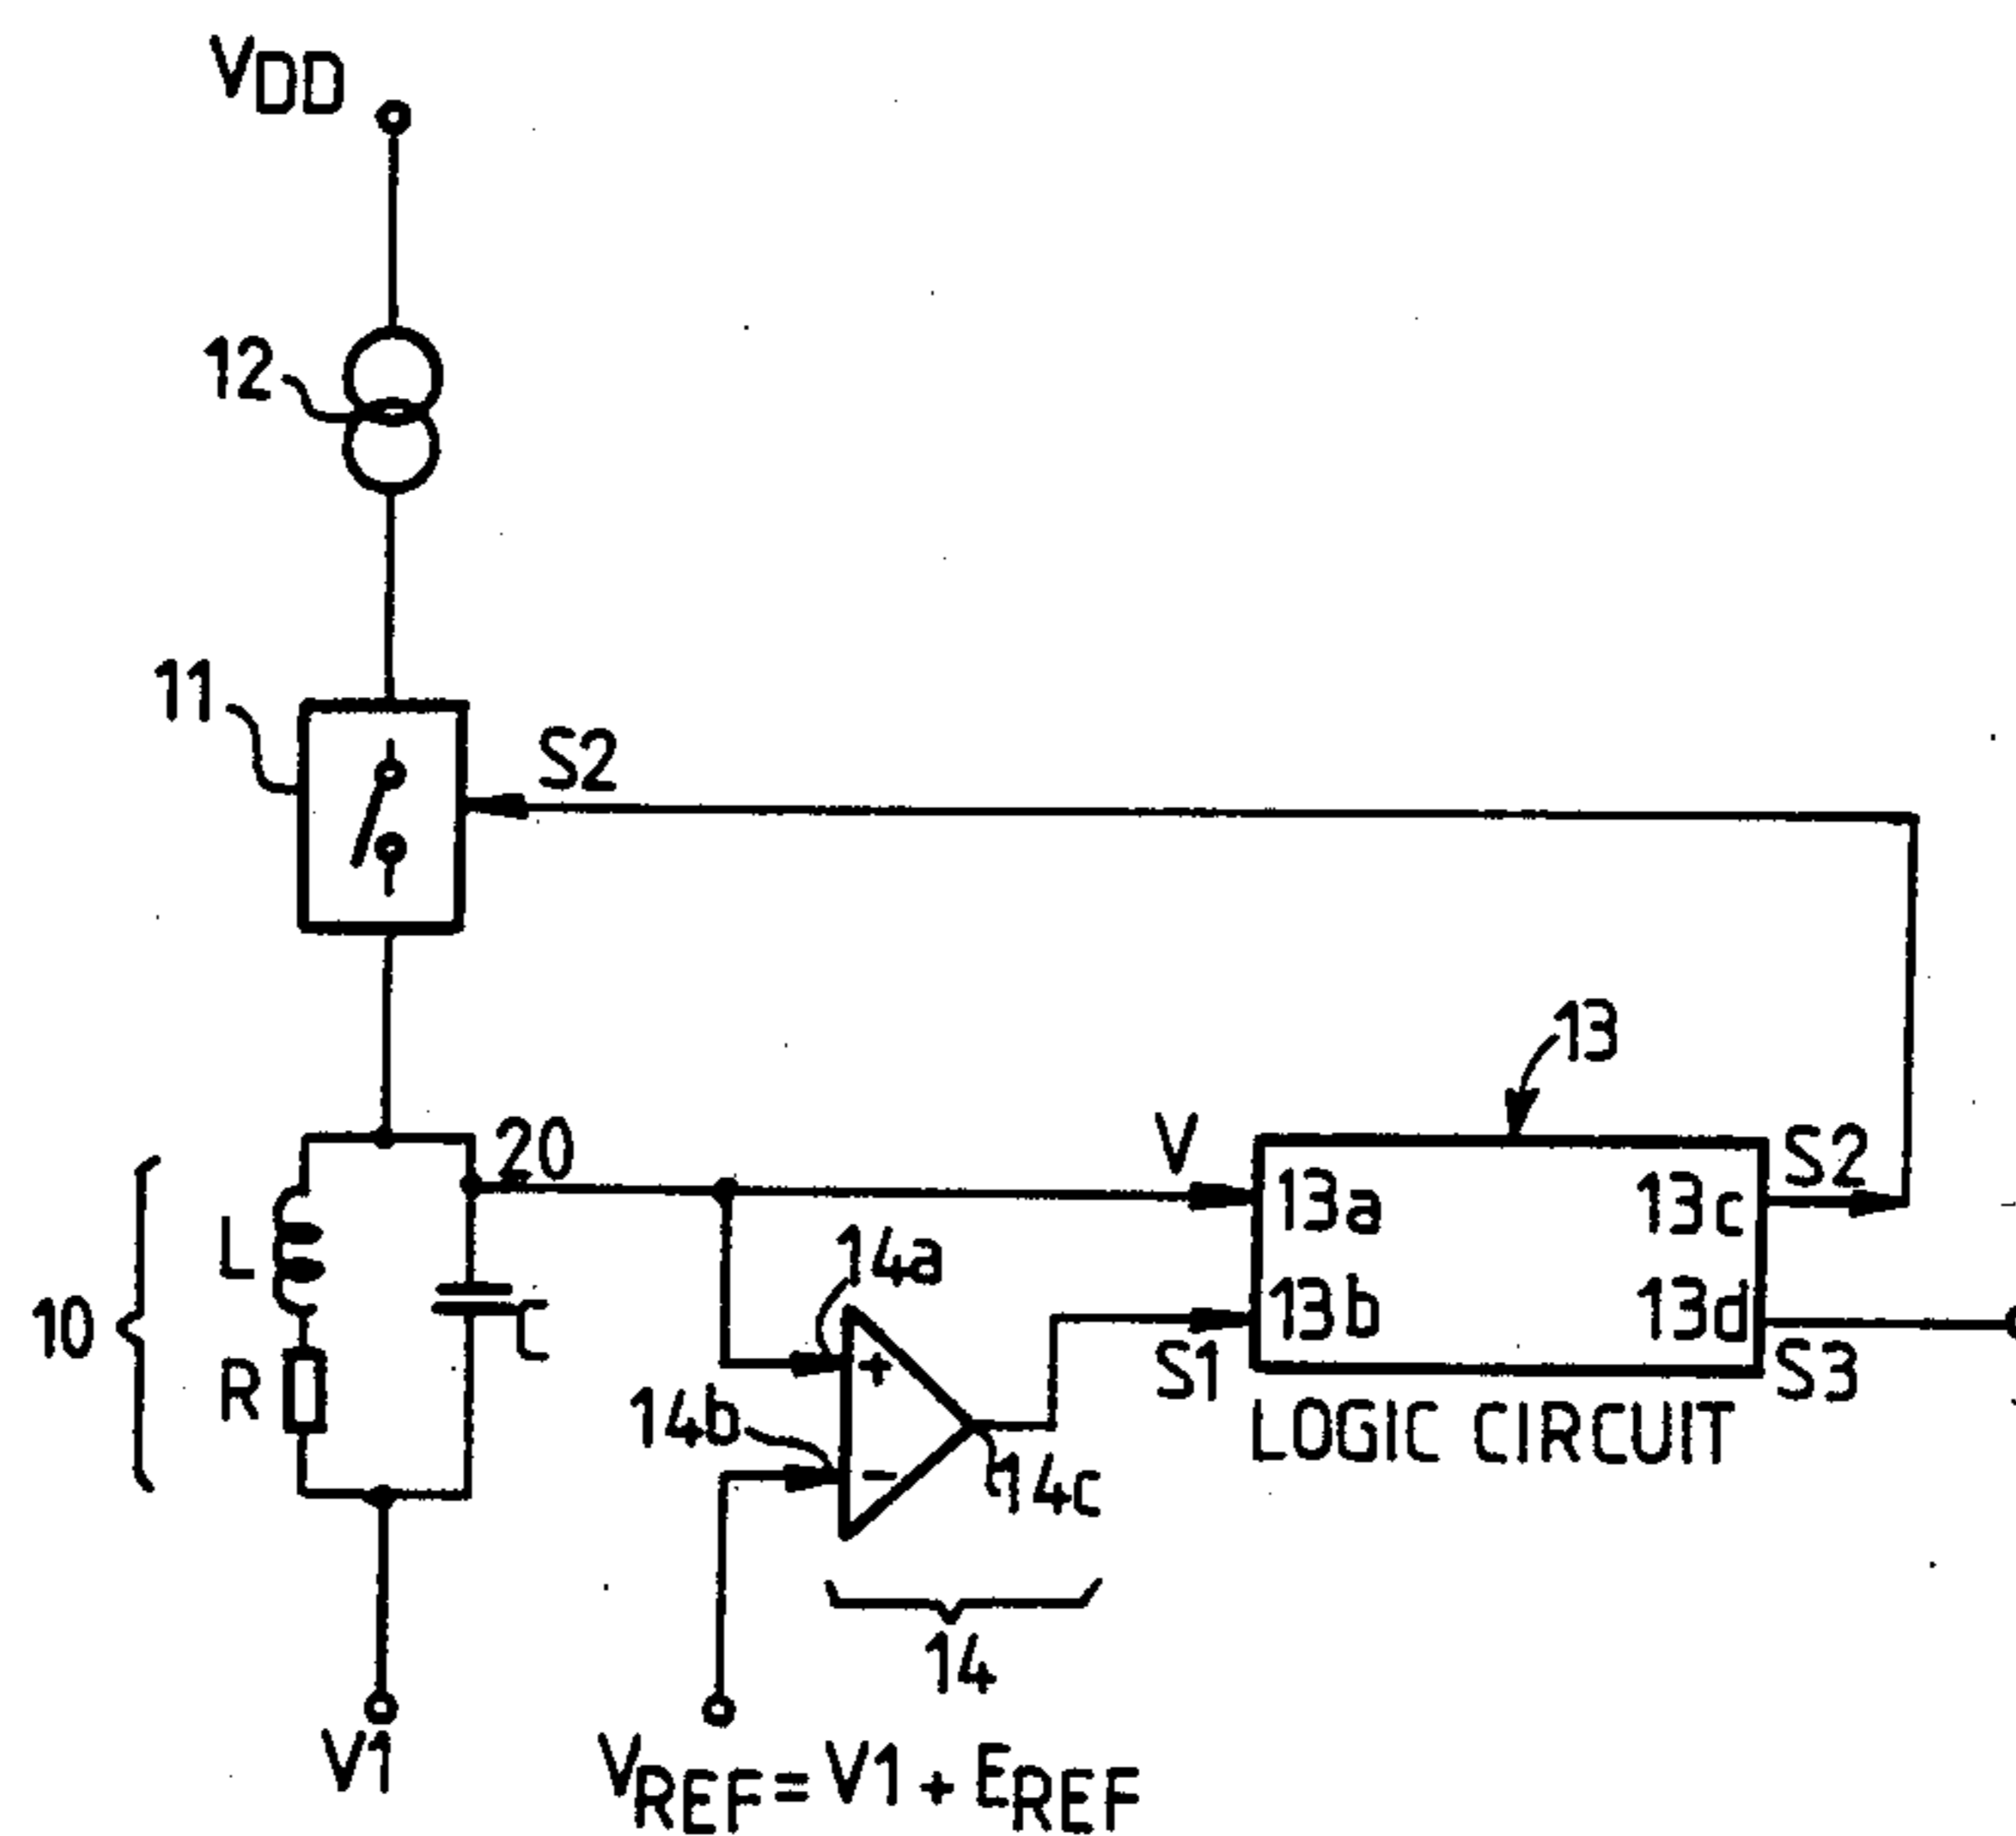 VDD
12
11
S2
13
20
V
13a
13c
S2
14a
L
10
C
13b
13d
R
S1
S3
14b
+
LOGIC CIRCUIT
-
14c
14
V1
VREF = V1 + EREF